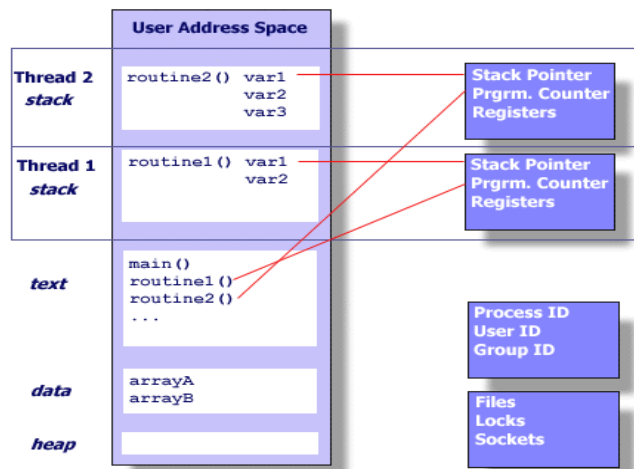 User Address Space
Thread 2
stack
routine2() var1
var2
var3
Stack Pointer
Prgrm. Counter
Registers
Thread 1
stack
routine1() var1
var2
Stack Pointer
Prgrm. Counter
Registers
text
main()
routine1()
routine2()
...
Process ID
User ID
Group ID
data
arrayA
arrayB
Files
Locks
Sockets
heap